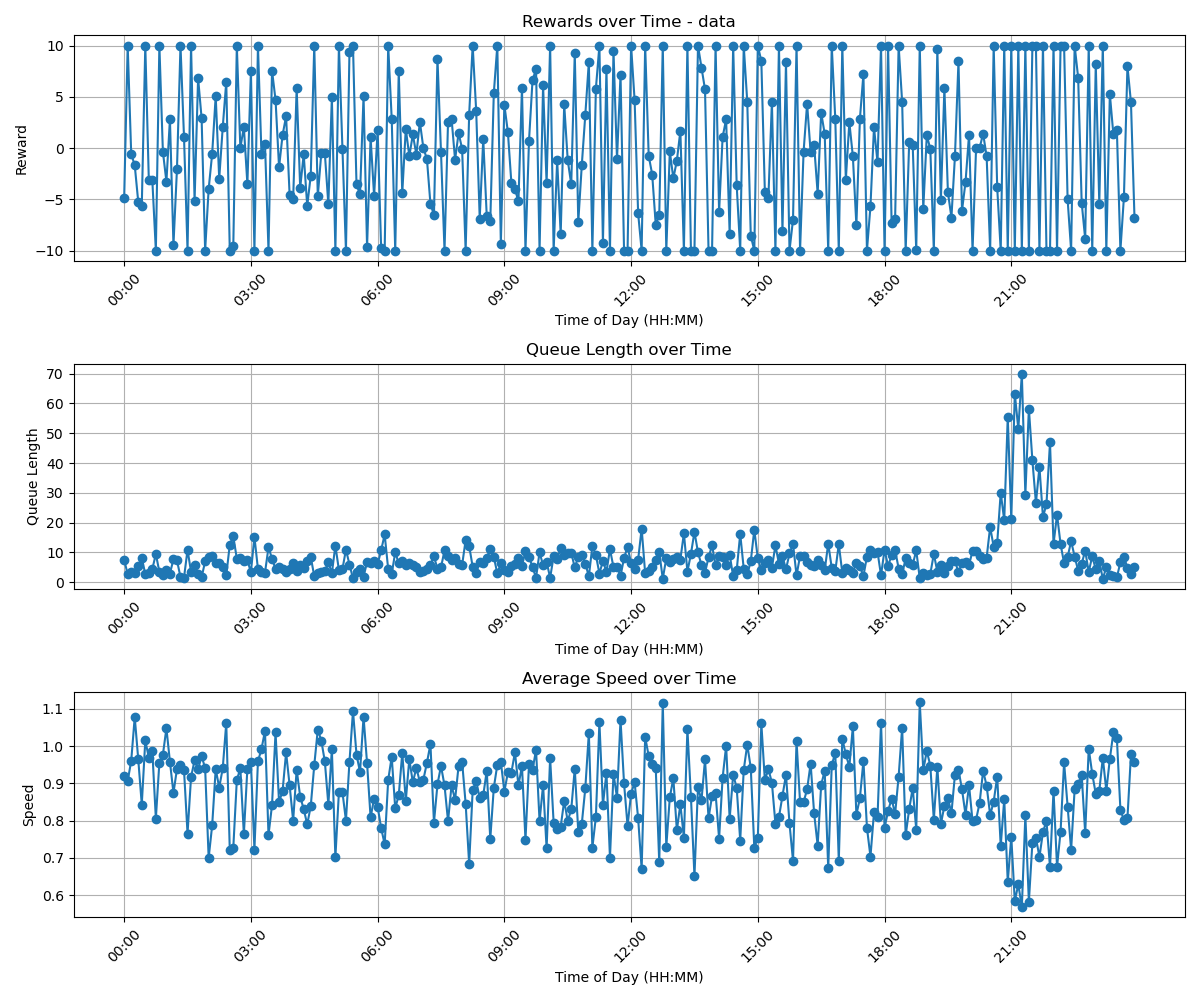 Rewards over Time - data
10
5
0
−5
−10
Reward
00:00 03:00 06:00 09:00 12:00 15:00 18:00 21:00
Time of Day (HH:MM)
Queue Length over Time
70
60
50
40
30
20
10
0
Queue Length
00:00 03:00 06:00 09:00 12:00 15:00 18:00 21:00
Time of Day (HH:MM)
Average Speed over Time
1.1
1.0
0.9
0.8
0.7
0.6
Speed
00:00 03:00 06:00 09:00 12:00 15:00 18:00 21:00
Time of Day (HH:MM)